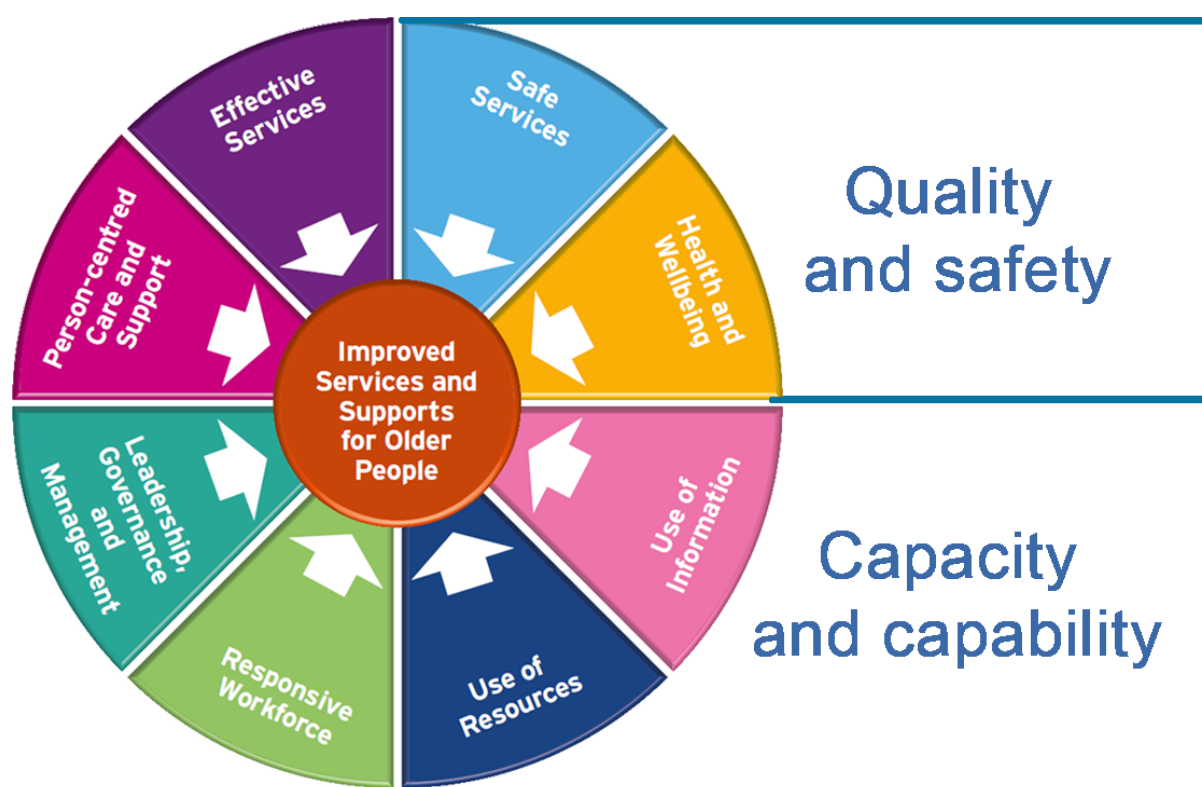 Effective
Services
Safe
Services
Health and
Wellbeing
Person-centred
Care and
Support
Improved
Services and
Supports
for Older
People
Leadership,
Governance
and
Management
Responsive
Workforce
Use of
Resources
Use of
Information
Quality
and safety
Capacity
and capability